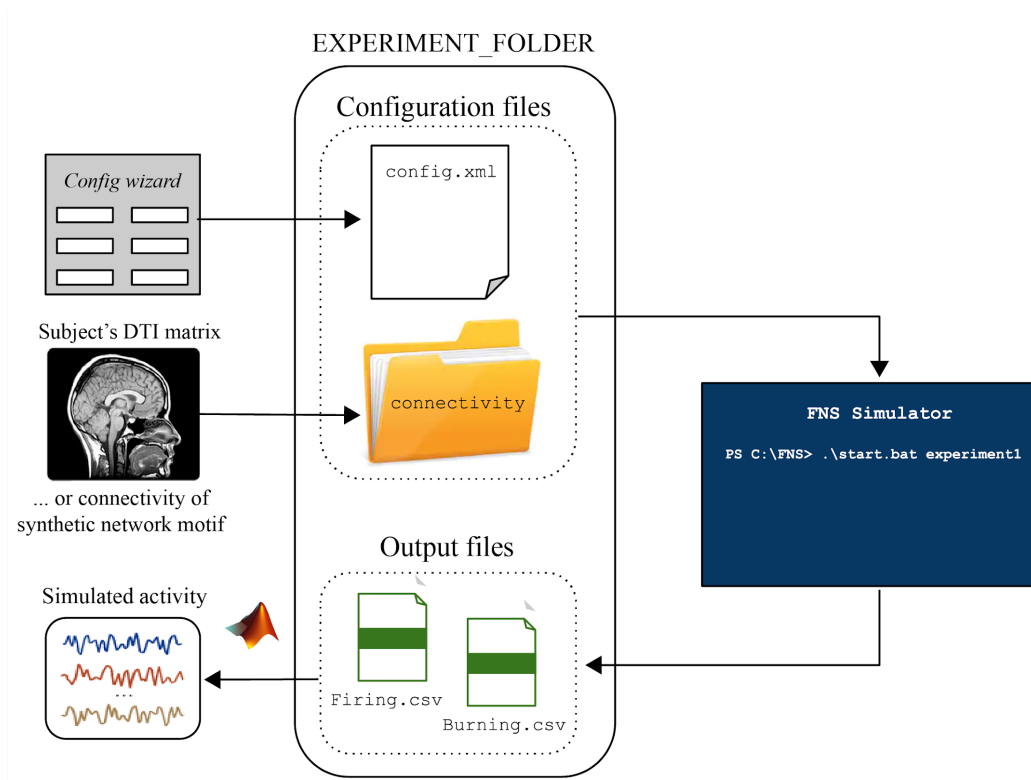 EXPERIMENT_FOLDER
Configuration files
config.xml
Config wizard
Subject's DTI matrix
connectivity
... or connectivity of
synthetic network motif
FNS Simulator
PS C:\FNS> .\start.bat experiment1
Output files
Simulated activity
...
Firing.csv
Burning.csv